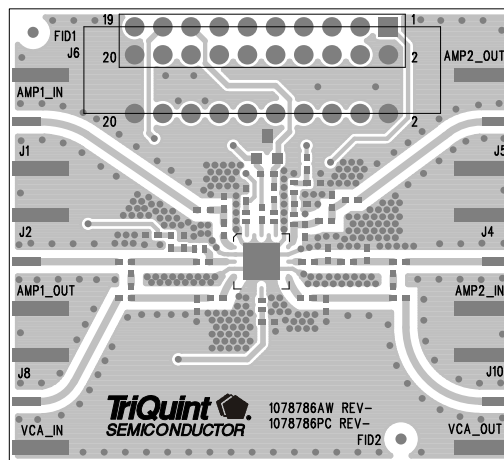 19
1
FID1
J6
20
2
AMP2_OUT
AMP1_IN
20
2
J1
J5
J2
J4
AMP1_OUT
AMP2_IN
J8
J10
TriQuint
SEMICONDUCTOR
1078786AW REV-
1078786PC REV-
VCA_IN
FID2
VCA_OUT